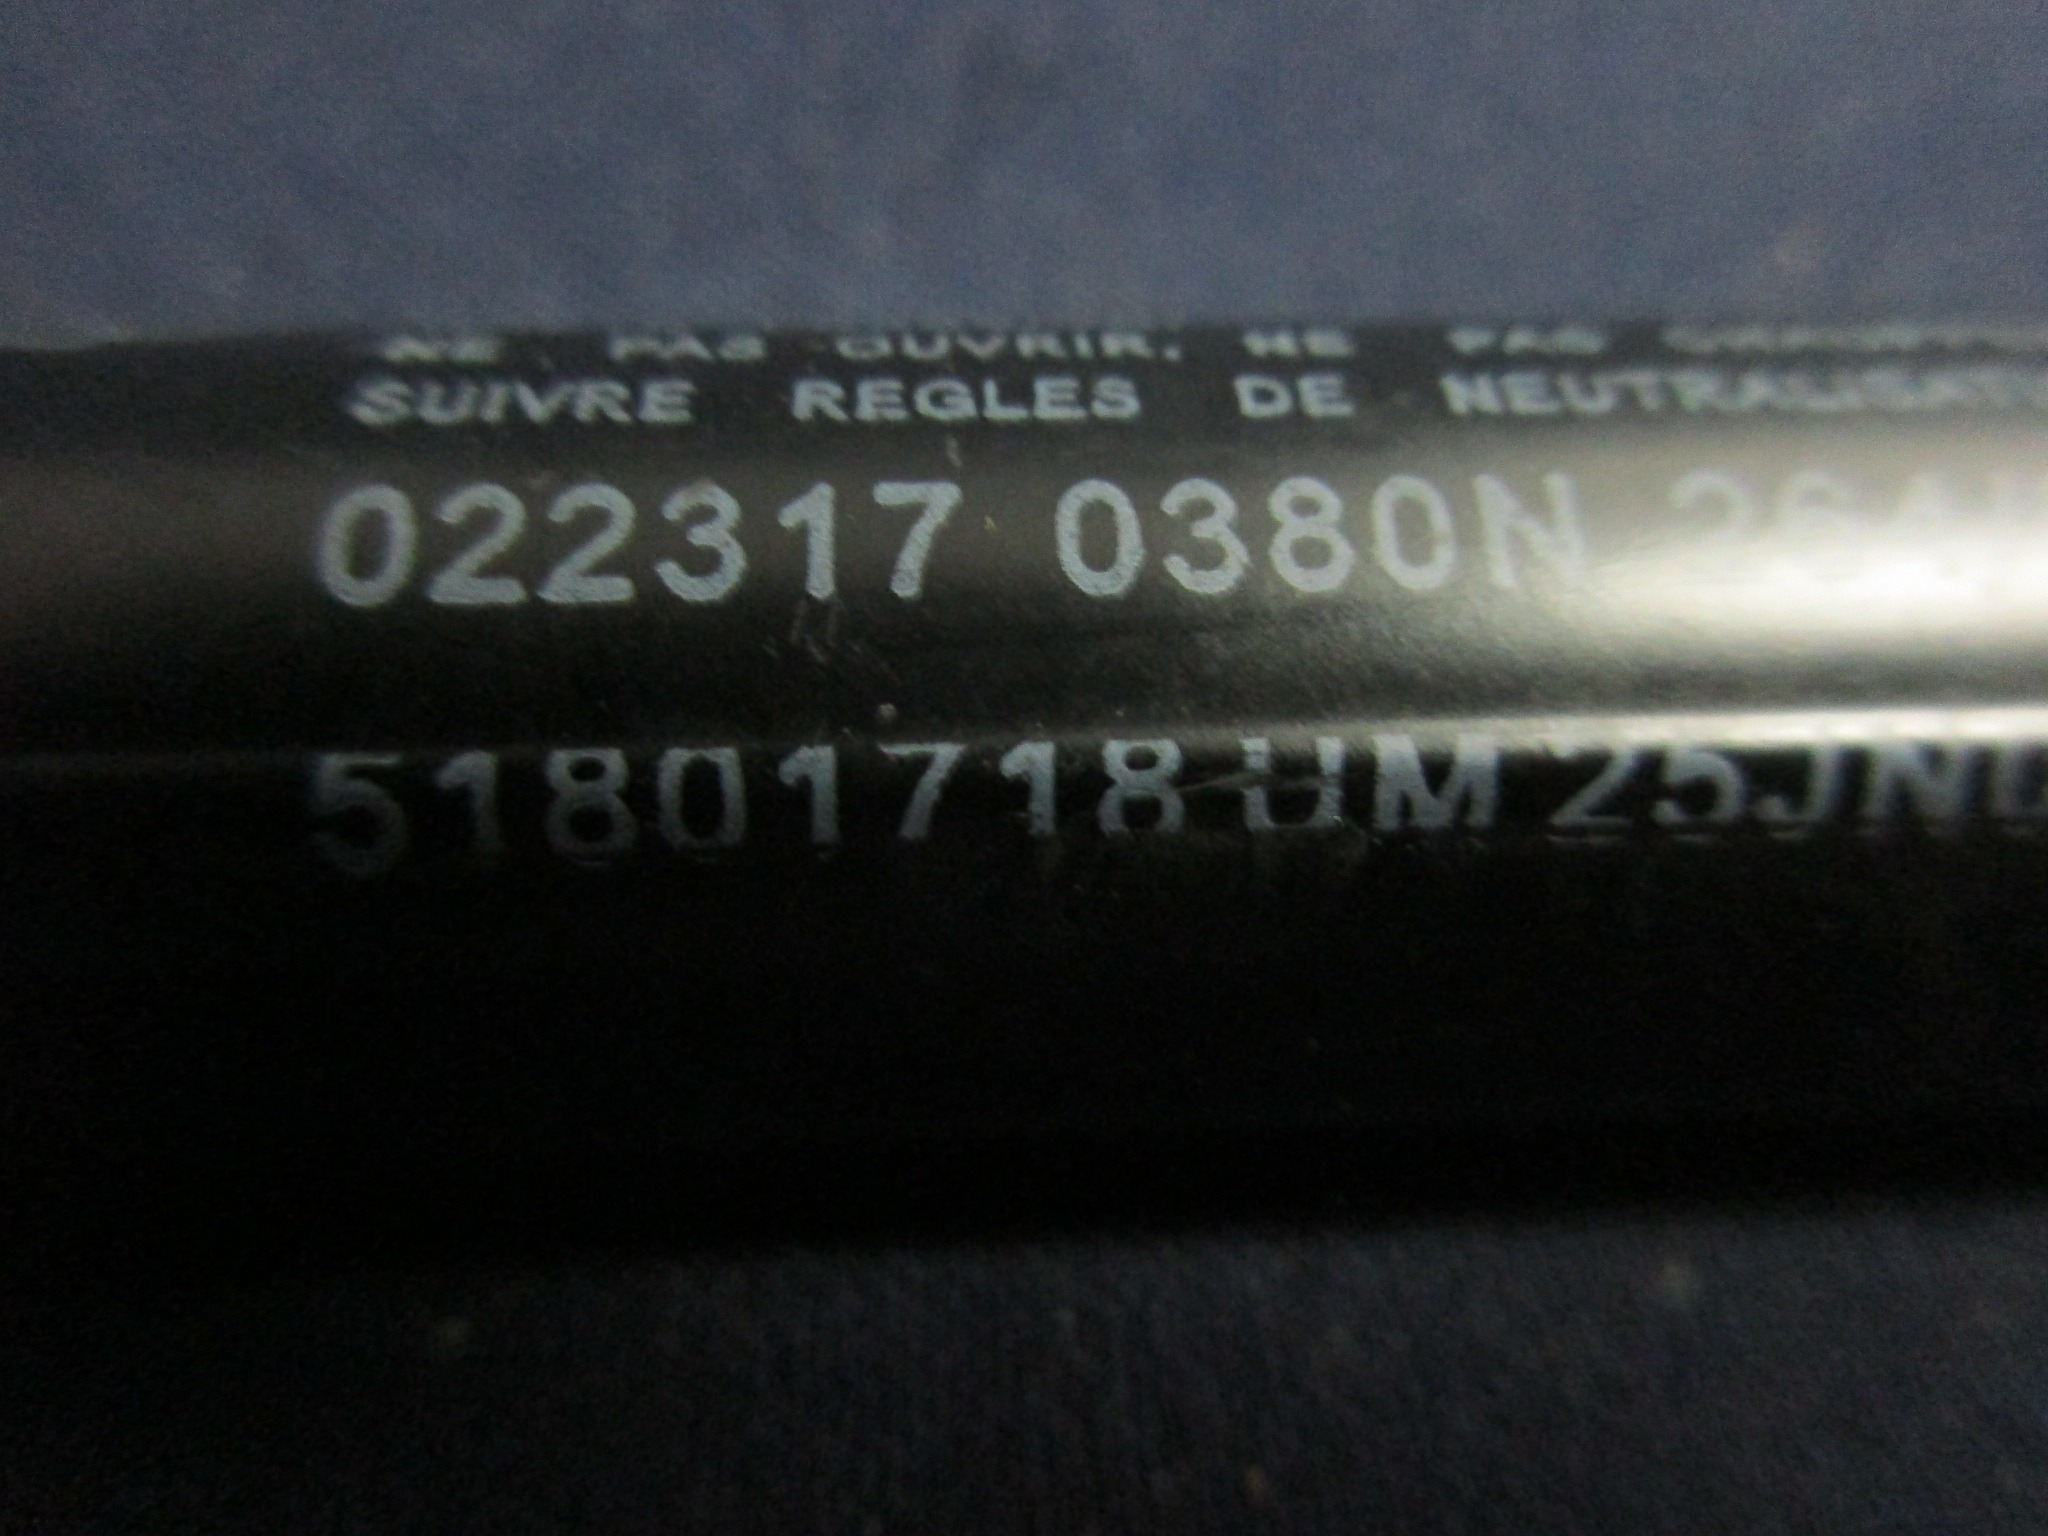 NE PAS OUVRIR, NE PAS
SUIVRE REGLES DE
022317 0380N
51801718 UM 25JN